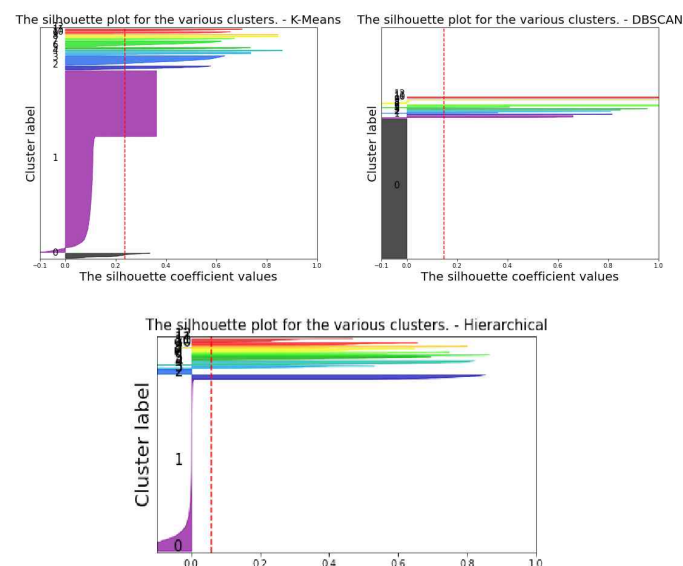 The silhouette plot for the various clusters. - K-Means
Cluster label
2
1
0
−0.1 0.0 0.2 0.4 0.6 0.8 1.0
The silhouette coefficient values
The silhouette plot for the various clusters. - DBSCAN
Cluster label
0
−0.1 0.0 0.2 0.4 0.6 0.8 1.0
The silhouette coefficient values
The silhouette plot for the various clusters. - Hierarchical
Cluster label
1
0
0.0 0.2 0.4 0.6 0.8 1.0